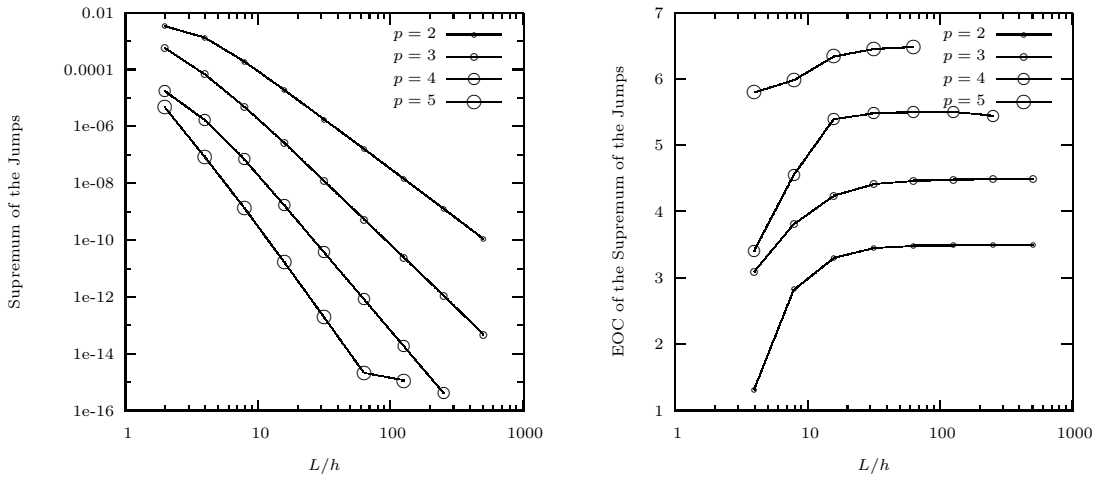 0.01
0.0001
1e-06
1e-08
1e-10
1e-12
1e-14
1e-16
1 10 100 1000
Supremum of the Jumps
L/h
p = 2
p = 3
p = 4
p = 5
7
6
5
4
3
2
1
1 10 100 1000
EOC of the Supremum of the Jumps
L/h
p = 2
p = 3
p = 4
p = 5